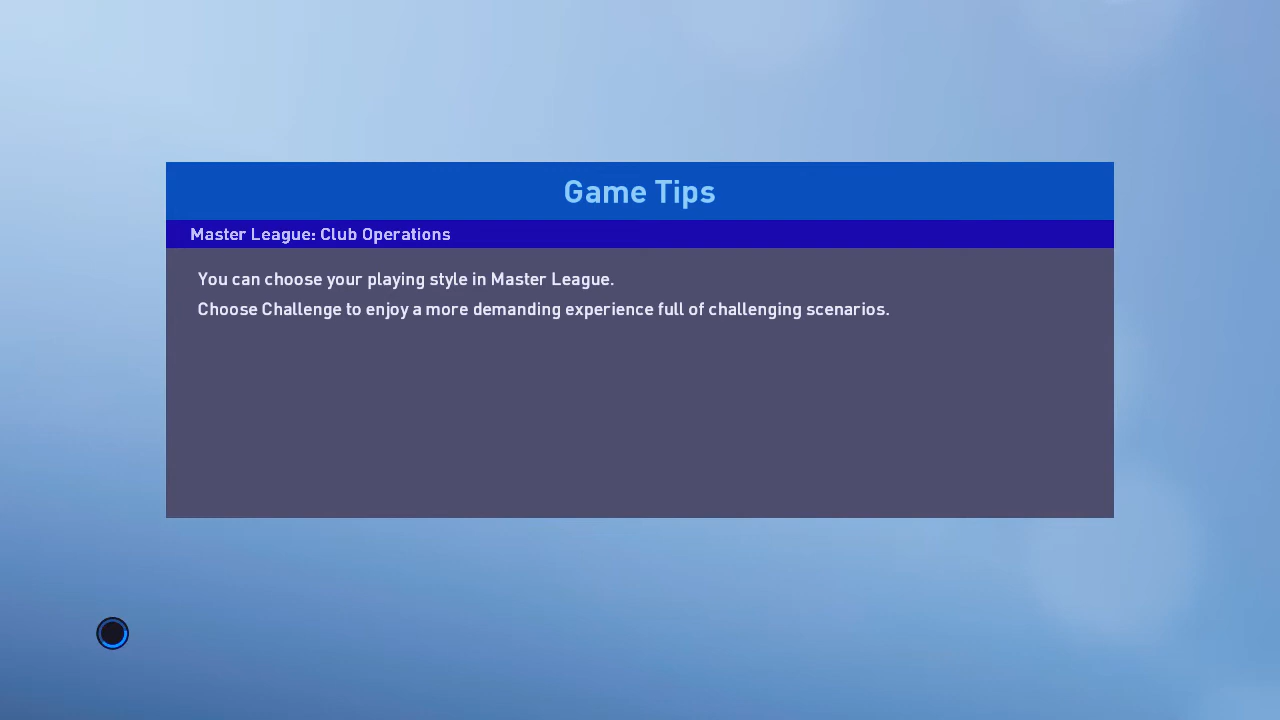 Game Tips
Master League: Club Operations
You can choose your playing style in Master League.
Choose Challenge to enjoy a more demanding experience full of challenging scenarios.